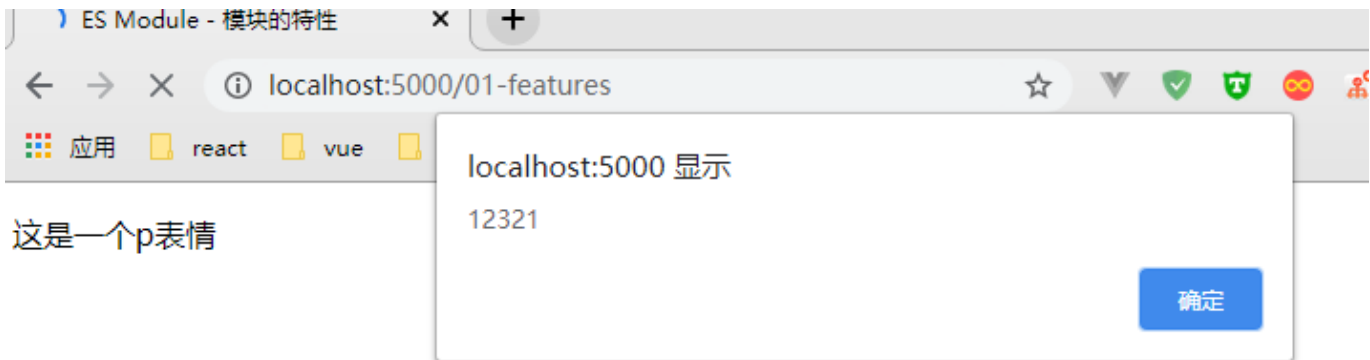 ES Module - 模块的特性
localhost:5000/01-features
应用 react vue
localhost:5000 显示
12321
这是一个p表情
确定